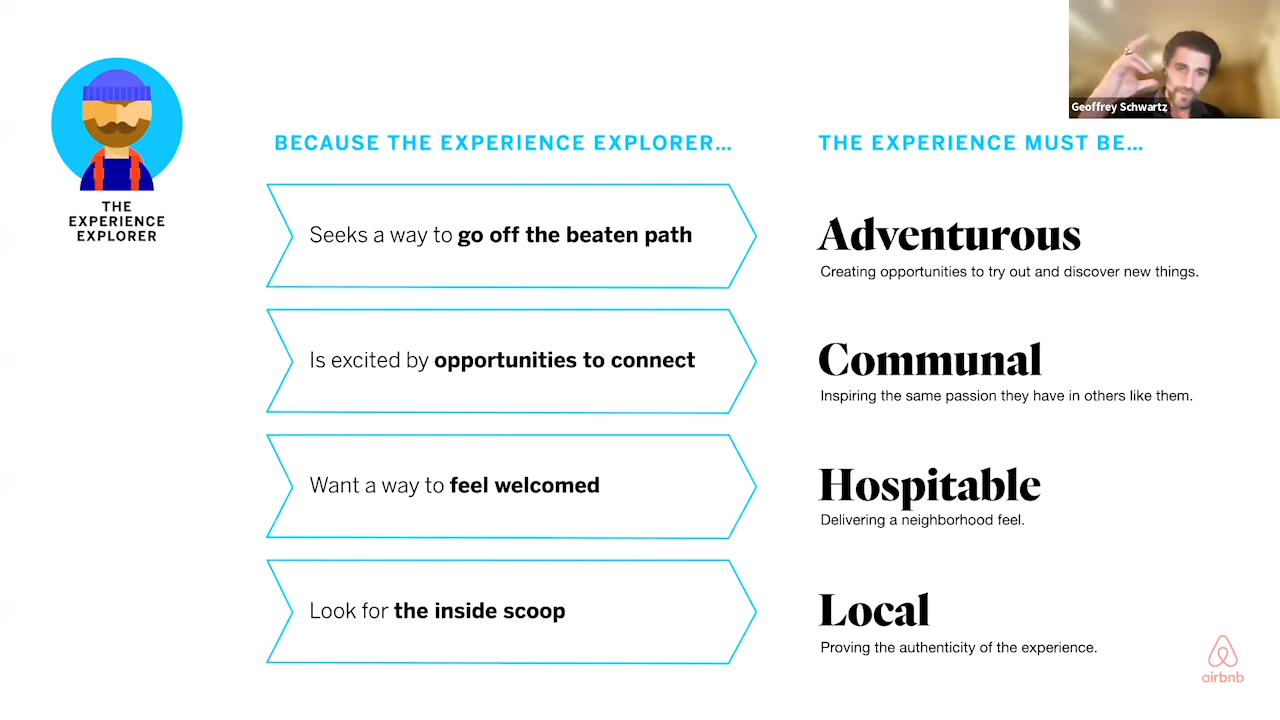 Geoffrey Schwartz
THE
EXPERIENCE
EXPLORER
BECAUSE THE EXPERIENCE EXPLORER...
THE EXPERIENCE MUST BE...
Seeks a way to go off the beaten path
Adventurous
Creating opportunities to try out and discover new things.
Is excited by opportunities to connect
Communal
Inspiring the same passion they have in others like them.
Want a way to feel welcomed
Hospitable
Delivering a neighborhood feel.
Look for the inside scoop
Local
Proving the authenticity of the experience.
airbnb